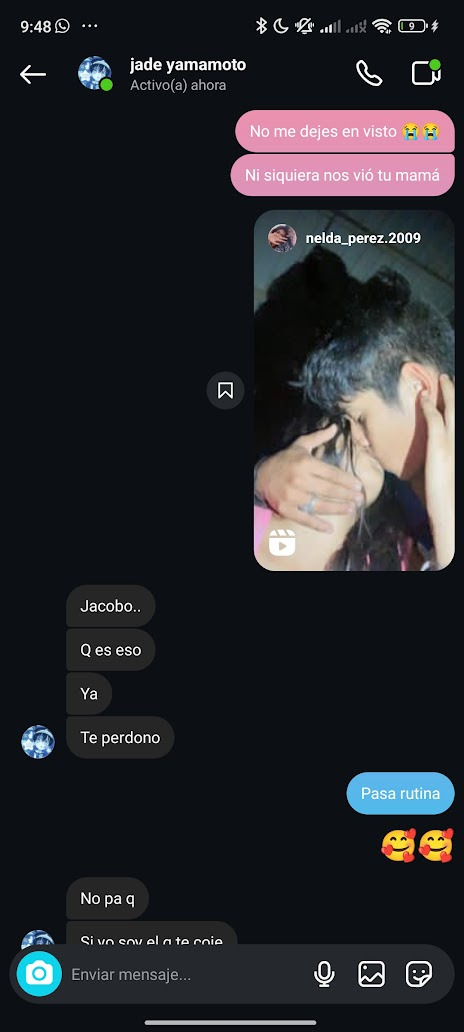 9:48
9
jade yamamoto
Activo(a) ahora
No me dejes en visto 😭😭
Ni siquiera nos vió tu mamá
nelda_perez.2009
Jacobo..
Q es eso
Ya
Te perdono
Pasa rutina
🥰🥰
No pa q
Si yo soy el q te coje
Enviar mensaje...